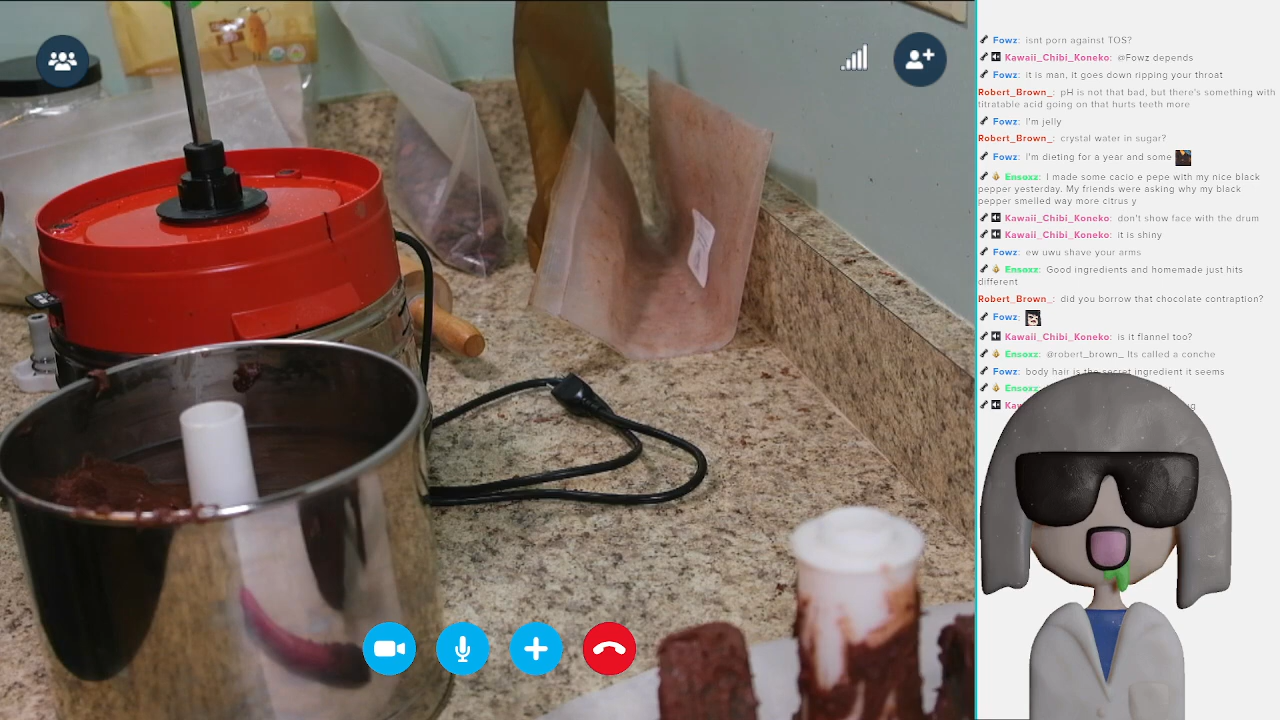 Fowz: isnt porn against TOS?
Kawaii_Chibi_Koneko: @Fowz depends
Fowz: it is man, it goes down ripping your throat
Robert_Brown_: pH is not that bad, but there's something with
titratable acid going on that hurts teeth more
Fowz: I'm jelly
Robert_Brown_: crystal water in sugar?
Fowz: I'm dieting for a year and some
Ensoxz: I made some cacio e pepe with my nice black
pepper yesterday. My friends were asking why my black
pepper smelled way more citrus y
Kawaii_Chibi_Koneko: don't show face with the drum
Kawaii_Chibi_Koneko: it is shiny
Fowz: ew uwu shave your arms
Ensoxz: Good ingredients and homemade just hits
different
Robert_Brown_: did you borrow that chocolate contraption?
Fowz:
Kawaii_Chibi_Koneko: is it flannel too?
Ensoxz: @robert_brown_ Its called a conche
Fowz: body hair is the secret ingredient it seems
Ensoxz: